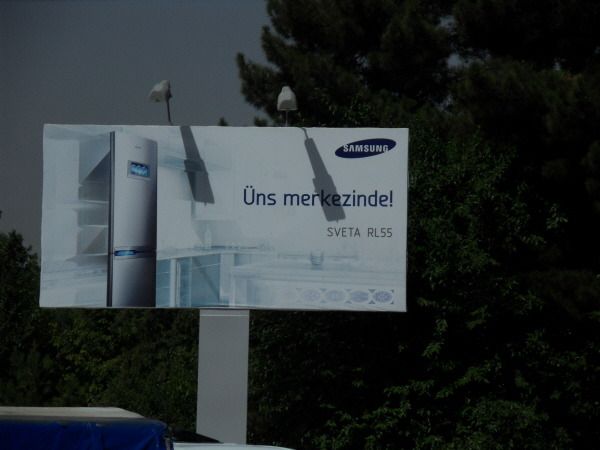 SAMSUNG
Üns merkezinde!
SVETA RL55